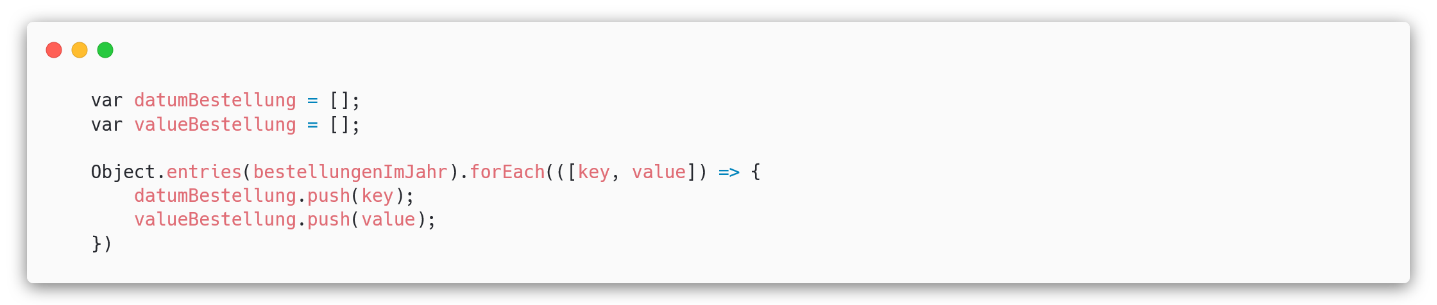 var datumBestellung = [];
var valueBestellung = [];
Object.entries(bestellungenImJahr).forEach(([key, value]) => {
    datumBestellung.push(key);
    valueBestellung.push(value);
})